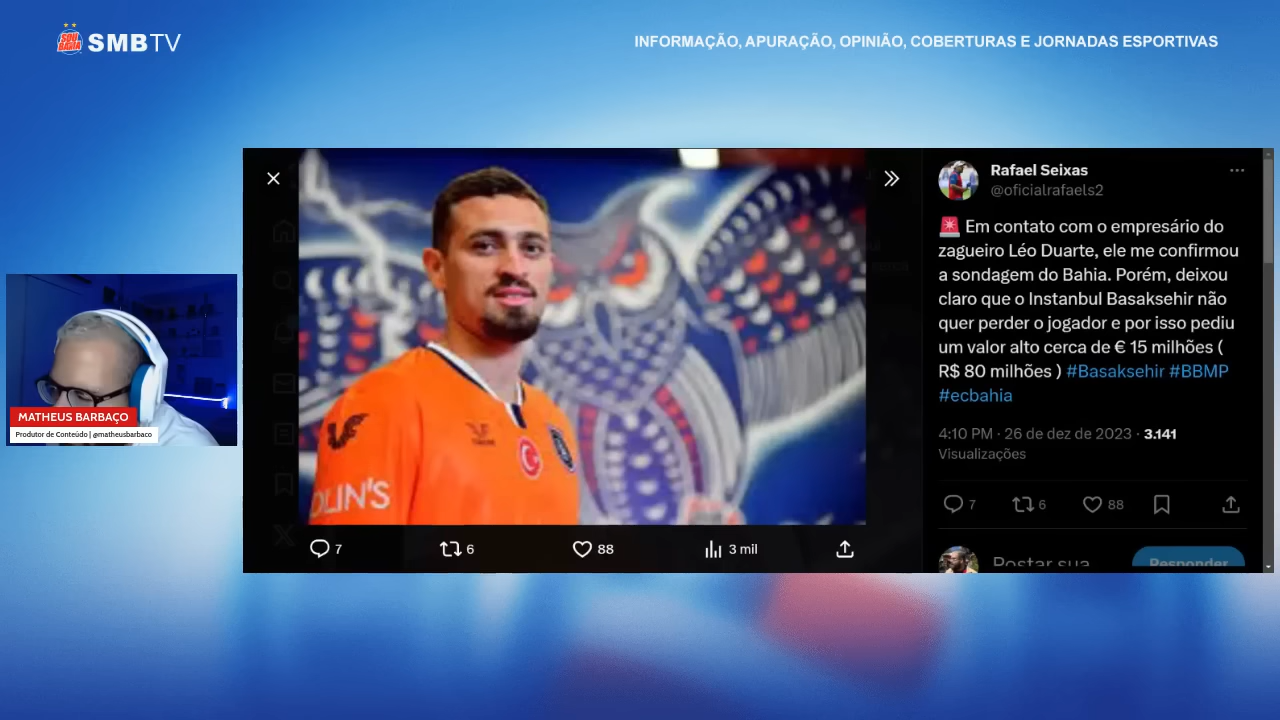 SOU BAHIA
SMBTV
INFORMAÇÃO, APURAÇÃO, OPINIÃO, COBERTURAS E JORNADAS ESPORTIVAS
Rafael Seixas
@oficialrafaels2
Em contato com o empresário do
zagueiro Léo Duarte, ele me confirmou
a sondagem do Bahia. Porém, deixou
claro que o Instanbul Basaksehir não
quer perder o jogador e por isso pediu
um valor alto cerca de € 15 milhões (
R$ 80 milhões ) #Basaksehir #BBMP
#ecbahia
4:10 PM · 26 de dez de 2023 · 3.141
Visualizações
7 6 88
Postar sua
Responder
OLIN'S
7 6 88 3 mil
MATHEUS BARBAÇO
Produtor de Conteúdo | @matheusbarbaco